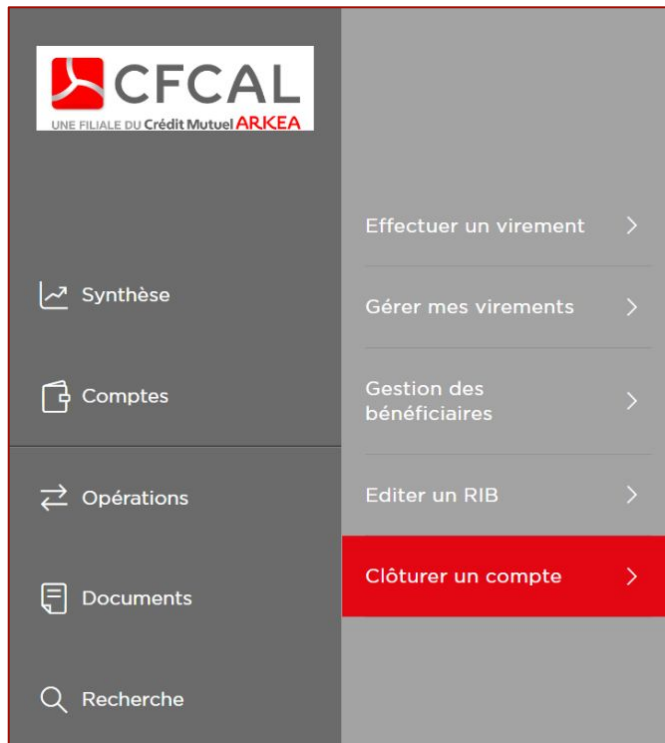 CFCAL
UNE FILIALE DU Crédit Mutuel ARKEA
Synthèse
Comptes
Opérations
Documents
Recherche
Effectuer un virement
Gérer mes virements
Gestion des
bénéficiaires
Editer un RIB
Clôturer un compte